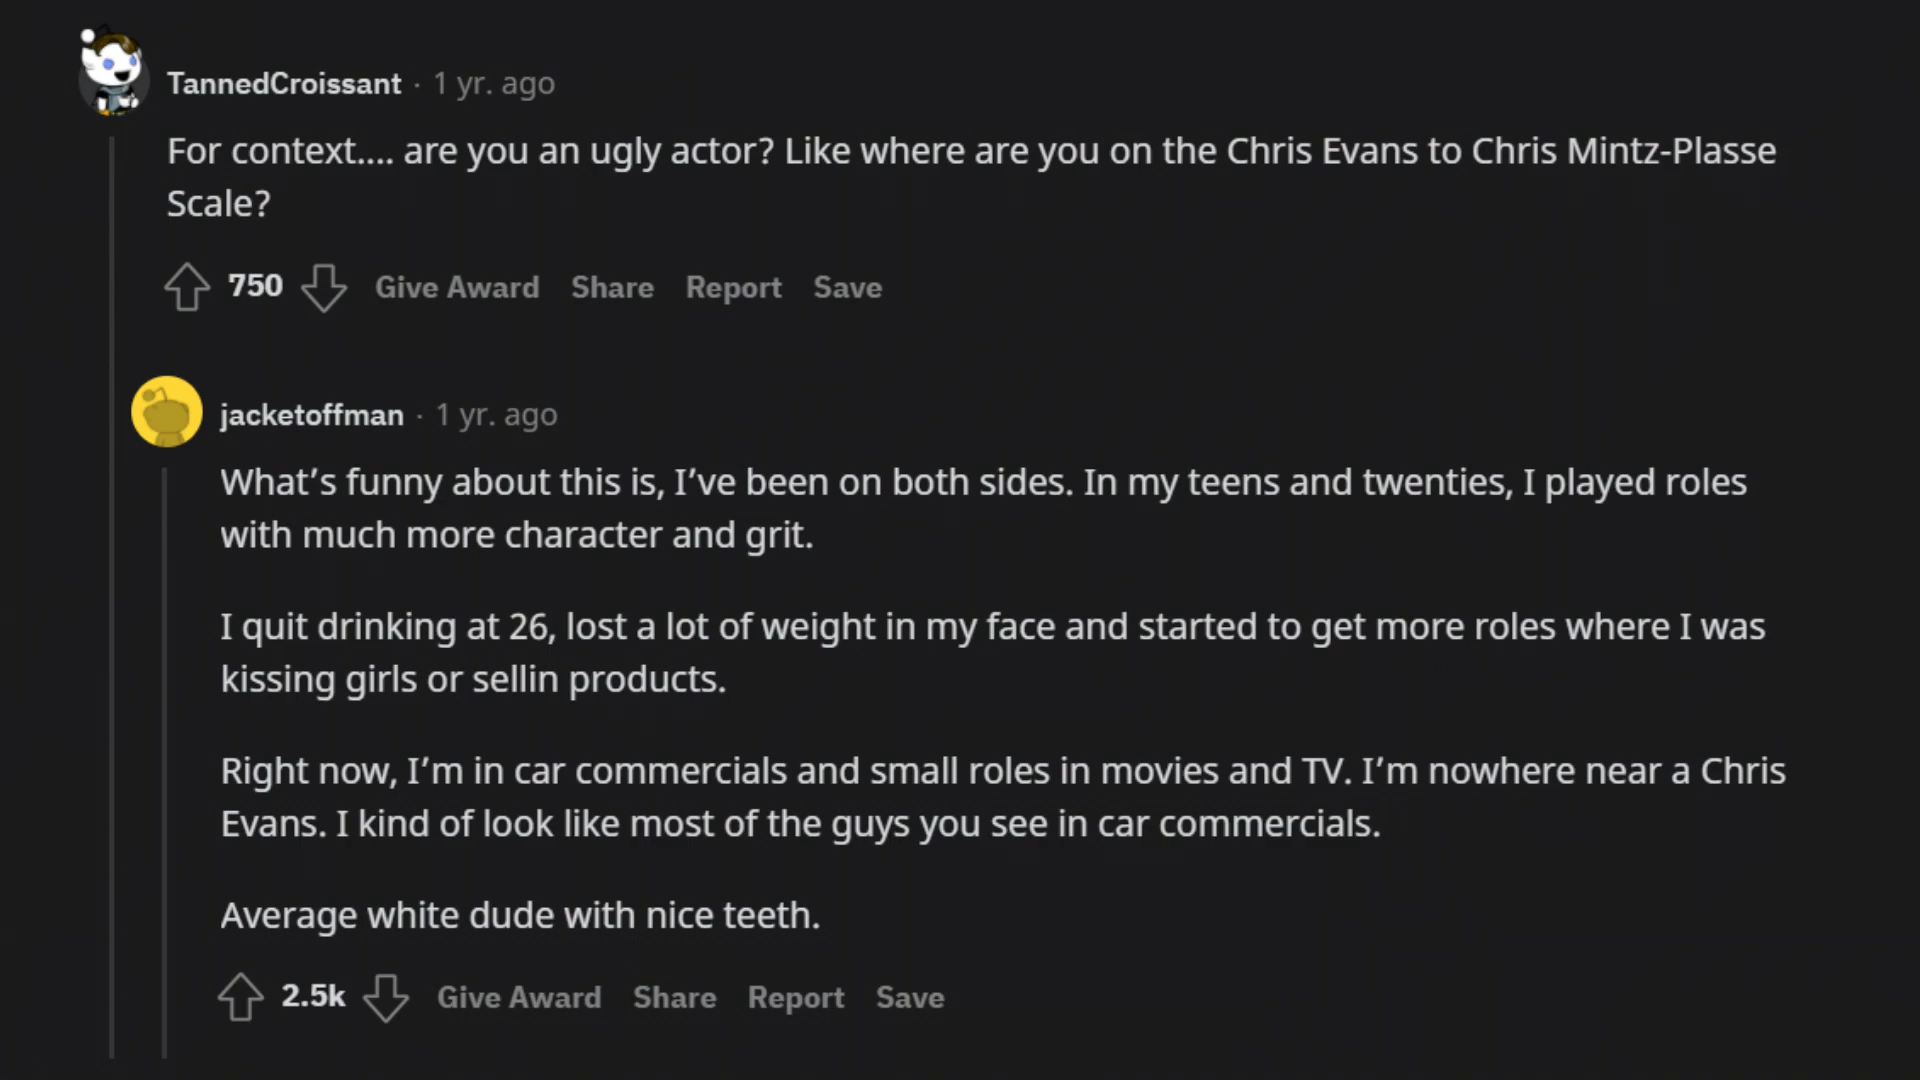 TannedCroissant · 1 yr. ago
For context.... are you an ugly actor? Like where are you on the Chris Evans to Chris Mintz-Plasse
Scale?
750 Give Award Share Report Save
jacketoffman · 1 yr. ago
What’s funny about this is, I’ve been on both sides. In my teens and twenties, I played roles
with much more character and grit.
I quit drinking at 26, lost a lot of weight in my face and started to get more roles where I was
kissing girls or sellin products.
Right now, I’m in car commercials and small roles in movies and TV. I’m nowhere near a Chris
Evans. I kind of look like most of the guys you see in car commercials.
Average white dude with nice teeth.
2.5k Give Award Share Report Save